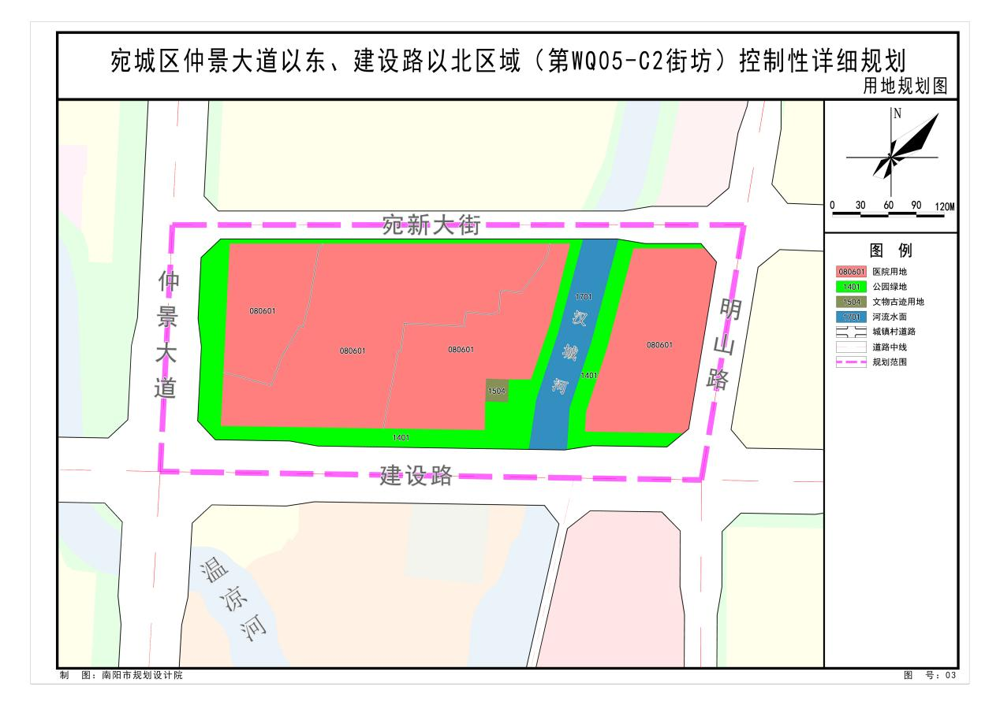 宛城区仲景大道以东、建设路以北区域（第WQ05-C2街坊）控制性详细规划
用地规划图
N
0 30 60 90 120M
图 例
080601 医院用地
1401 公园绿地
1504 文物古迹用地
1701 河流水面
城镇村道路
道路中线
规划范围
宛新大街
仲景大道
明山路
建设路
080601
080601
080601
080601
1701
汉城河
1401
1504
1401
温凉河
制 图：南阳市规划设计院
图 号：03